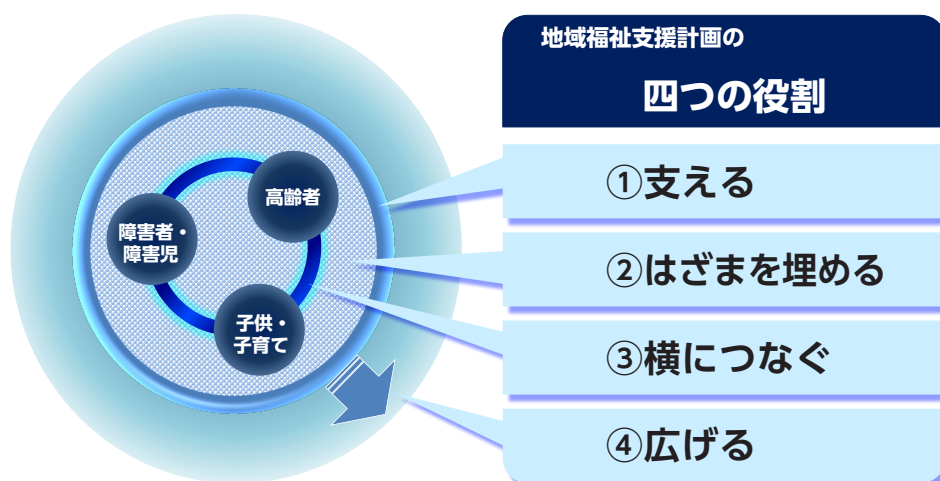 地域福祉支援計画の
四つの役割
高齢者
障害者・
障害児
子供・
子育て
①支える
②はざまを埋める
③横につなぐ
④広げる